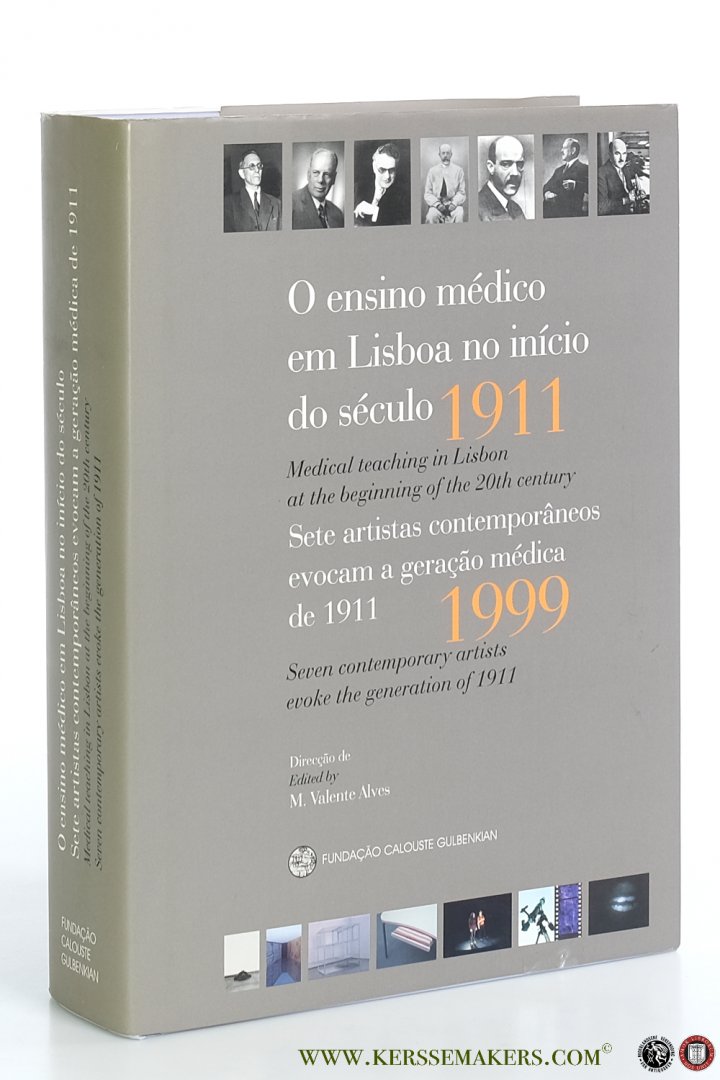 O ensino médico
em Lisboa no início
do século 1911
Medical teaching in Lisbon
at the beginning of the 20th century
Sete artistas contemporâneos
evocam a geração médica
de 1911 1999
Seven contemporary artists
evoke the generation of 1911
Direcção de
Edited by
M. Valente Alves
FUNDAÇÃO CALOUSTE GULBENKIAN
O ensino médico em Lisboa no início do século
Sete artistas contemporâneos evocam a geração médica de 1911
Medical teaching in Lisbon at the beginning of the 20th century
Seven contemporary artists evoke the generation of 1911
FUNDAÇÃO
CALOUSTE
GULBENKIAN
WWW.KERSSEMAKERS.COM©